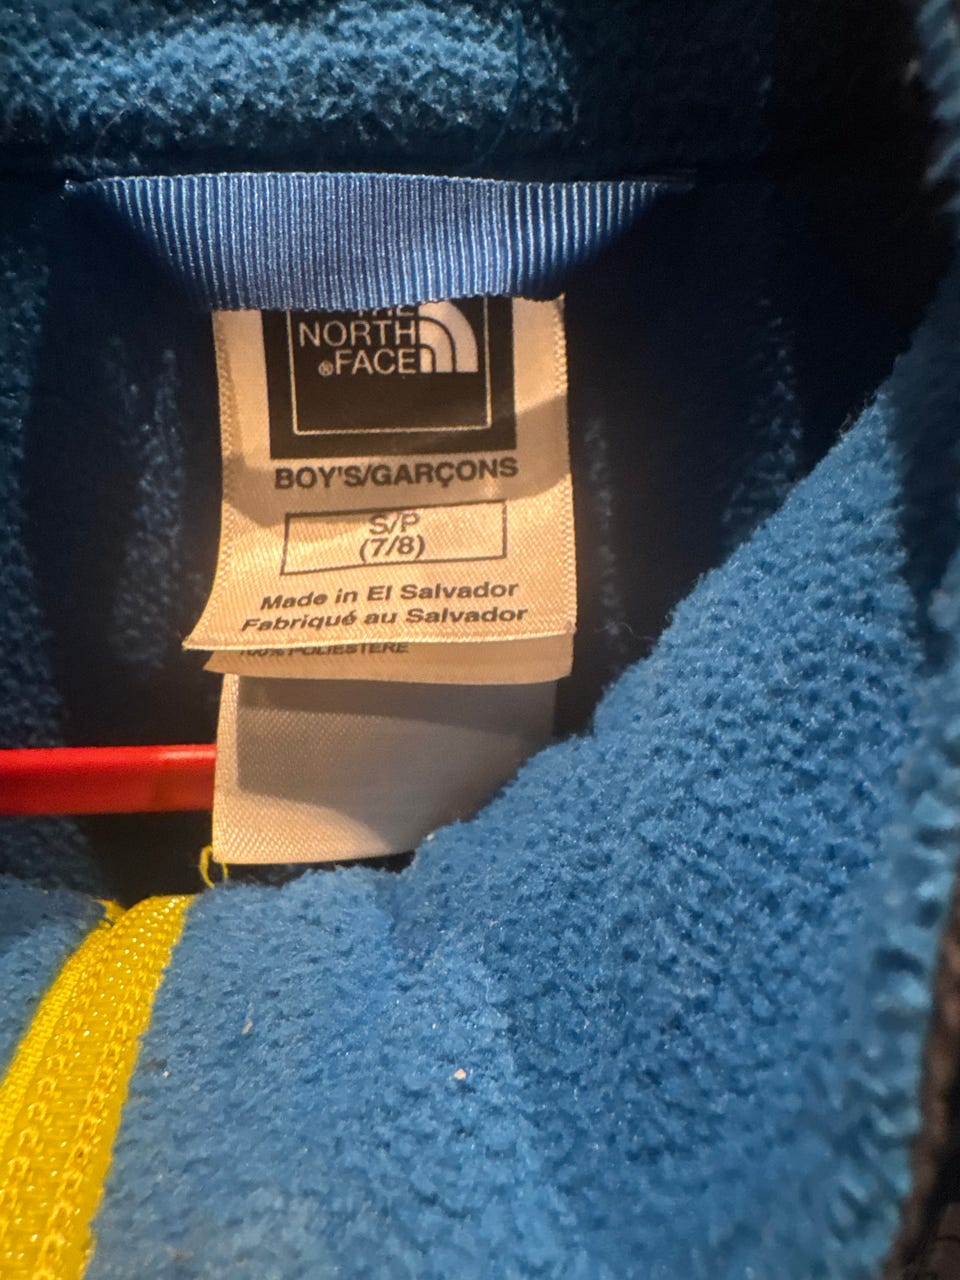 THE
NORTH
®FACE
BOY'S/GARÇONS
S/P
(7/8)
Made in El Salvador
Fabriqué au Salvador
100% POLIESTERE